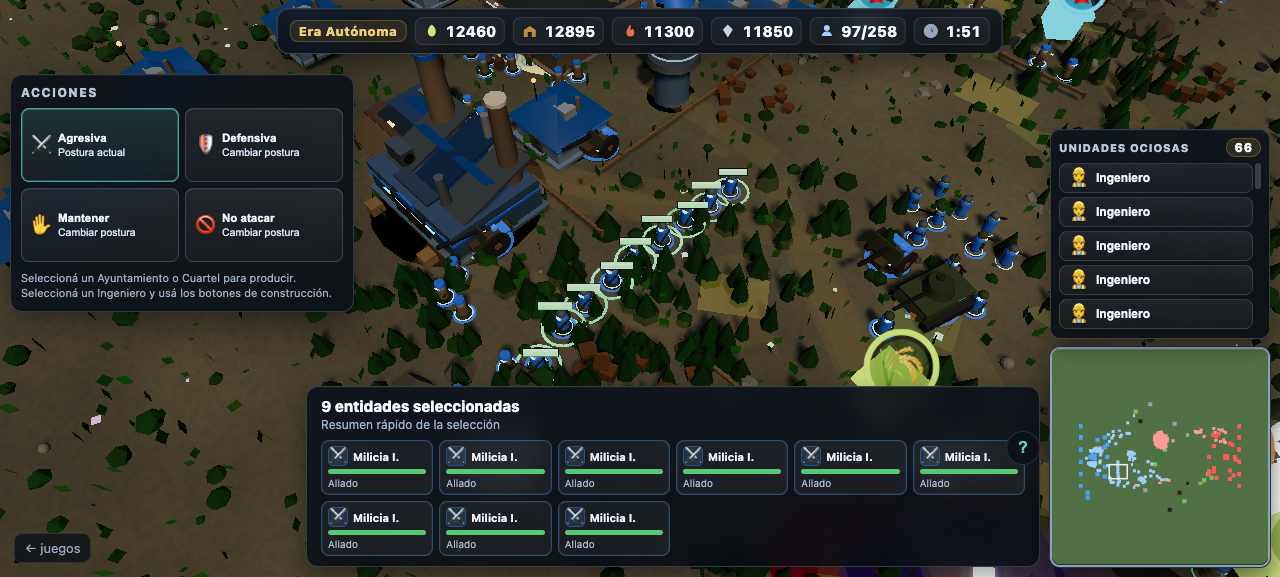 Era Autónoma 12460 12895 11300 11850 97/258 1:51
ACCIONES
Agresiva
Postura actual
Defensiva
Cambiar postura
Mantener
Cambiar postura
No atacar
Cambiar postura
Seleccioná un Ayuntamiento o Cuartel para producir.
Seleccioná un Ingeniero y usá los botones de construcción.
UNIDADES OCIOSAS 66
Ingeniero
Ingeniero
Ingeniero
Ingeniero
Ingeniero
9 entidades seleccionadas
Resumen rápido de la selección
Milicia I.
Aliado
Milicia I.
Aliado
Milicia I.
Aliado
Milicia I.
Aliado
Milicia I.
Aliado
Milicia I.
Aliado
Milicia I.
Aliado
Milicia I.
Aliado
Milicia I.
Aliado
?
← juegos